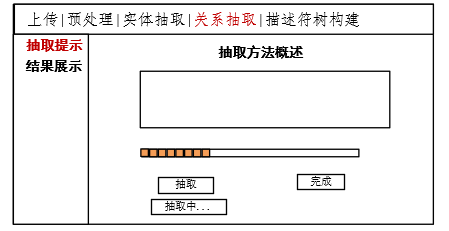 上传|预处理|实体抽取|关系抽取|描述符树构建
抽取提示
结果展示
抽取方法概述
抽取
完成
抽取中...